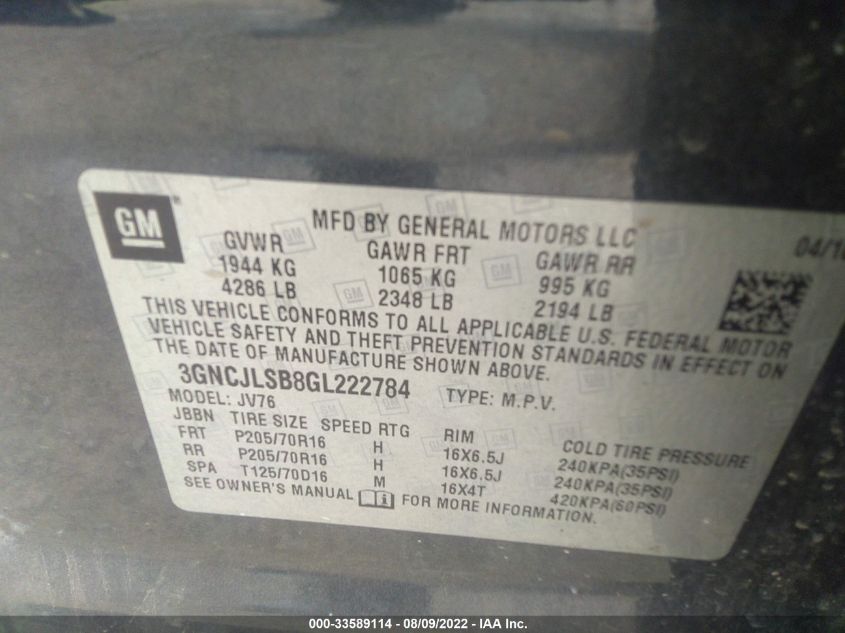 GM
MFD BY GENERAL MOTORS LLC
GVWR GAWR FRT GAWR RR
1944 KG 1065 KG 995 KG
4286 LB 2348 LB 2194 LB
THIS VEHICLE CONFORMS TO ALL APPLICABLE U.S. FEDERAL MOTOR
VEHICLE SAFETY AND THEFT PREVENTION STANDARDS IN EFFECT ON
THE DATE OF MANUFACTURE SHOWN ABOVE.
3GNCJLSB8GL222784 TYPE: M.P.V.
MODEL: JV76
JBBN TIRE SIZE SPEED RTG RIM COLD TIRE PRESSURE
FRT P205/70R16 H 16X6.5J 240KPA(35PSI)
RR P205/70R16 H 16X6.5J 240KPA(35PSI)
SPA T125/70D16 M 16X4T 420KPA(60PSI)
SEE OWNER'S MANUAL FOR MORE INFORMATION.
000-33589114 - 08/09/2022 - IAA Inc.